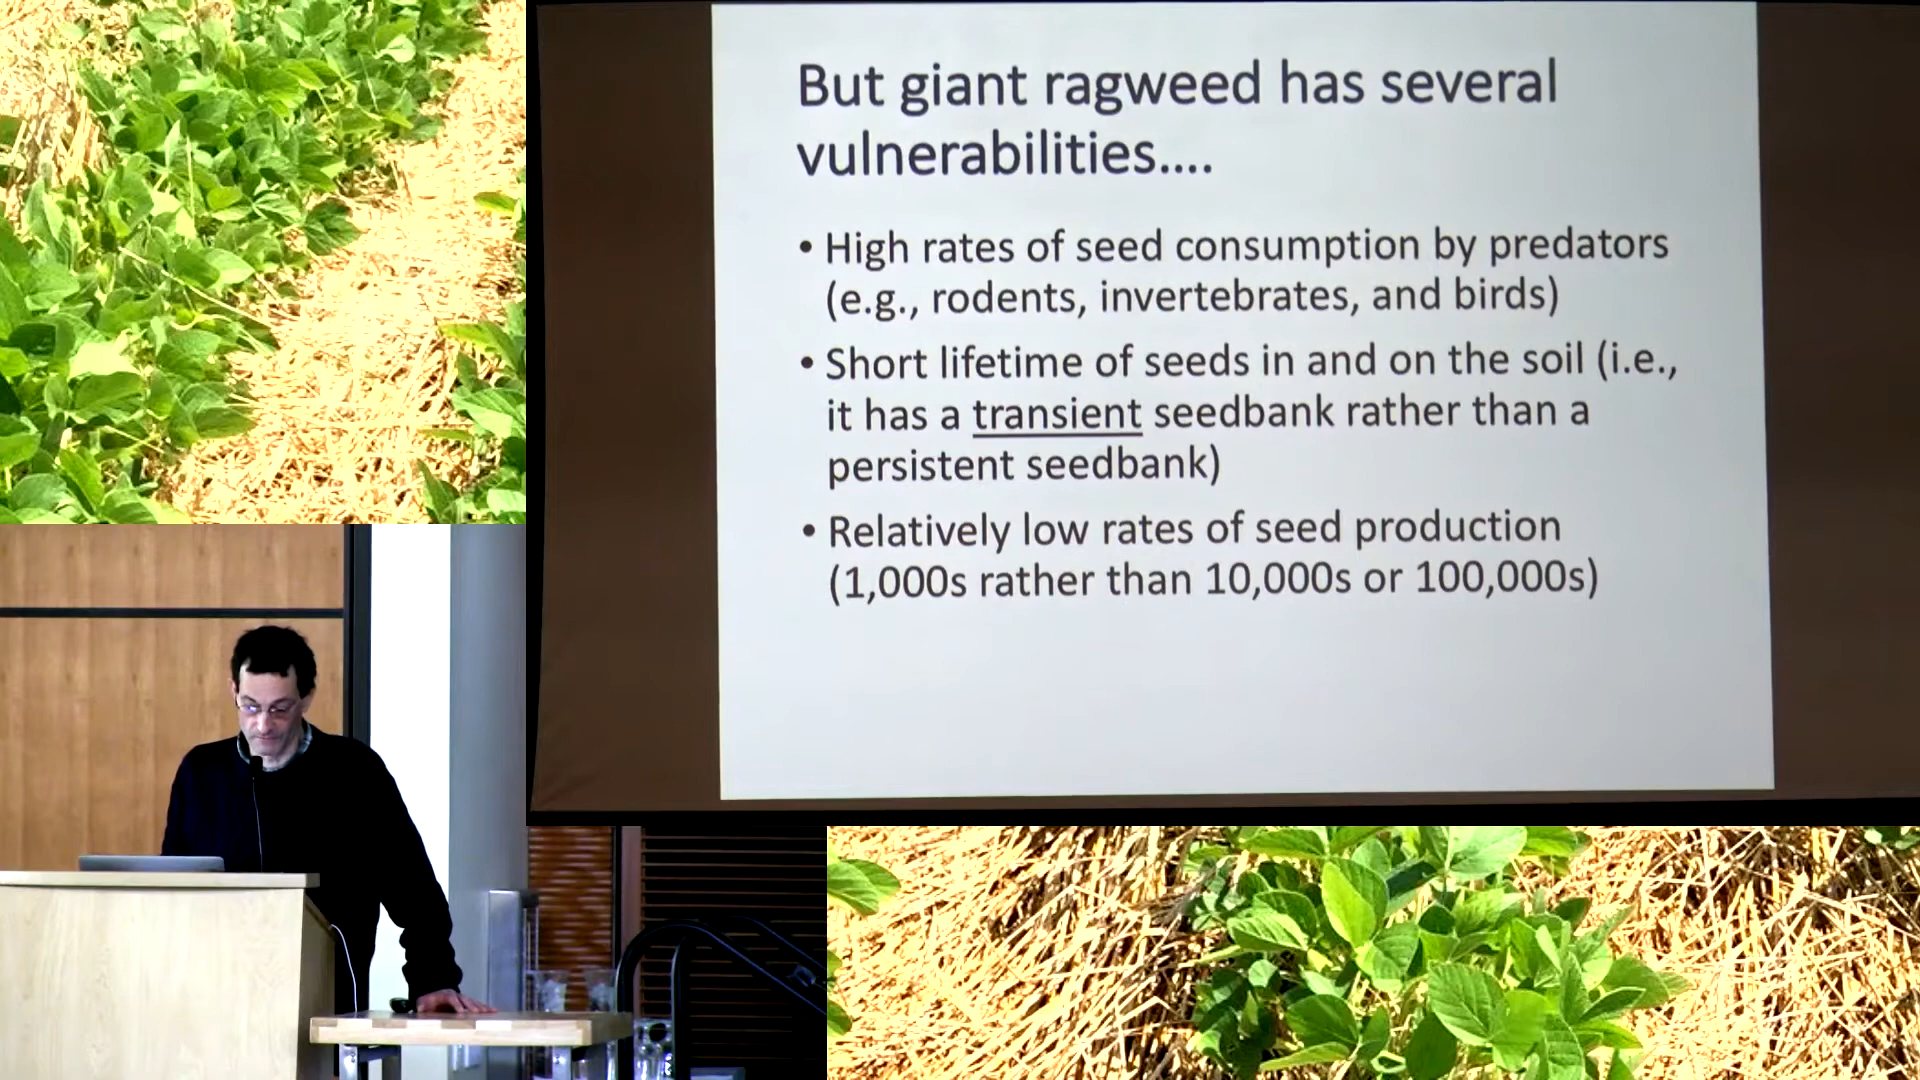 But giant ragweed has several
vulnerabilities....
• High rates of seed consumption by predators
(e.g., rodents, invertebrates, and birds)
• Short lifetime of seeds in and on the soil (i.e.,
it has a transient seedbank rather than a
persistent seedbank)
• Relatively low rates of seed production
(1,000s rather than 10,000s or 100,000s)